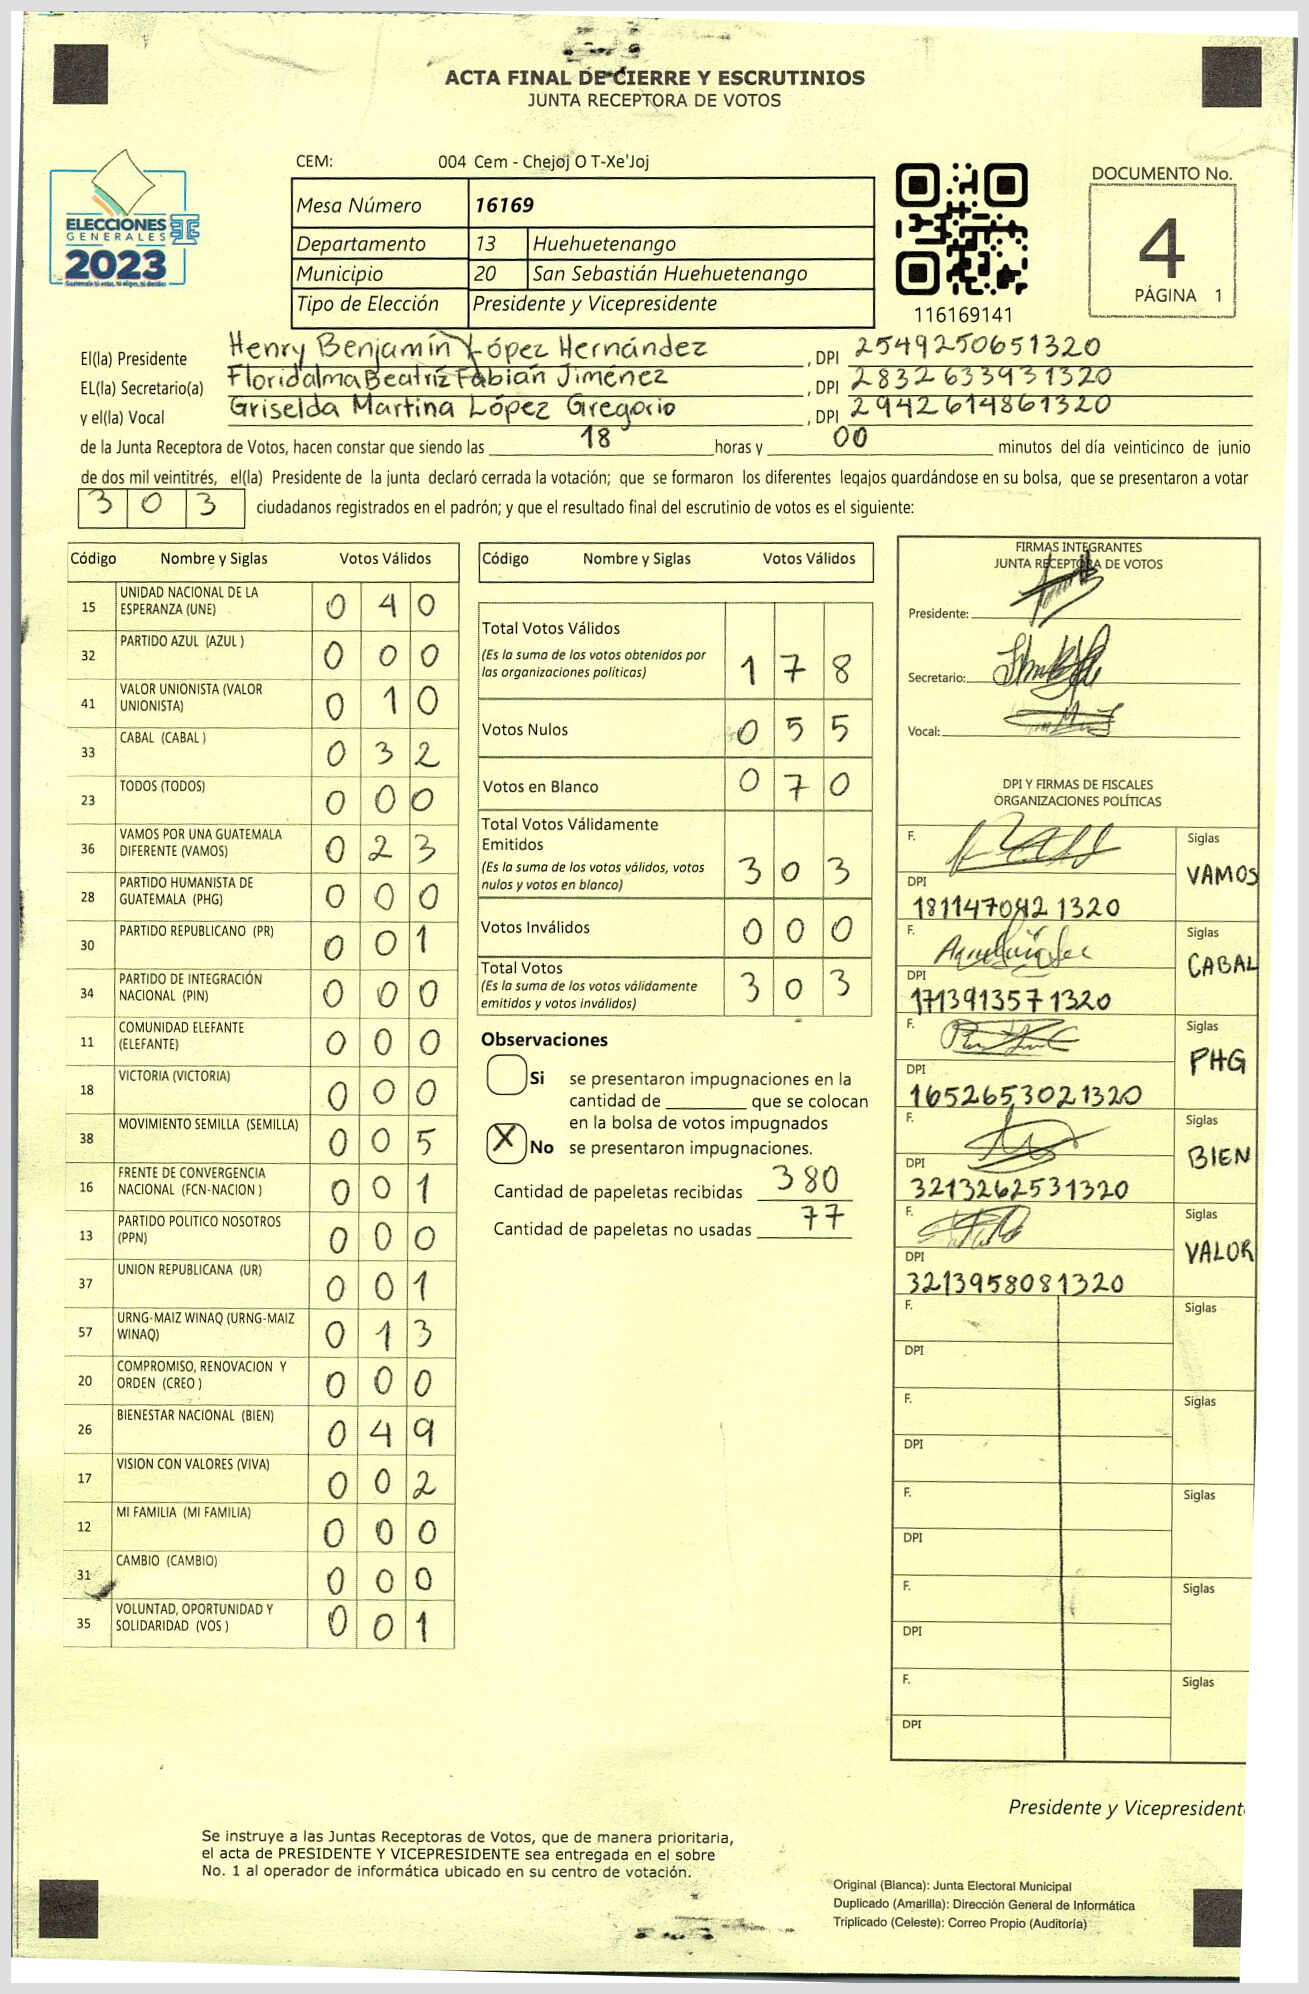 ACTA FINAL DE CIERRE Y ESCRUTINIOS
JUNTA RECEPTORA DE VOTOS
ELECCIONES
GENERALES
2023
CEM: 004 Cem - Chejoj O T-Xe'Joj
Mesa Número 16169
Departamento 13 Huehuetenango
Municipio 20 San Sebastián Huehuetenango
Tipo de Elección Presidente y Vicepresidente
116169141
DOCUMENTO No.
4
PÁGINA 1
El(la) Presidente Henry Benjamín López Hernández, DPI 2549250651320
EL(la) Secretario(a) Floridalma Beatríz Fabián Jiménez, DPI 2832633931320
y el(la) Vocal Griselda Martina López Gregorio, DPI 2942614861320
de la Junta Receptora de Votos, hacen constar que siendo las 18 horas y 00 minutos del día veinticinco de junio
de dos mil veintitrés, el(la) Presidente de la junta declaró cerrada la votación; que se formaron los diferentes legajos guardándose en su bolsa, que se presentaron a votar
303 ciudadanos registrados en el padrón; y que el resultado final del escrutinio de votos es el siguiente:
Código Nombre y Siglas Votos Válidos
15 UNIDAD NACIONAL DE LA ESPERANZA (UNE) 0 4 0
32 PARTIDO AZUL (AZUL ) 0 0 0
41 VALOR UNIONISTA (VALOR UNIONISTA) 0 1 0
33 CABAL (CABAL ) 0 3 2
23 TODOS (TODOS) 0 0 0
36 VAMOS POR UNA GUATEMALA DIFERENTE (VAMOS) 0 2 3
28 PARTIDO HUMANISTA DE GUATEMALA (PHG) 0 0 0
30 PARTIDO REPUBLICANO (PR) 0 0 1
34 PARTIDO DE INTEGRACIÓN NACIONAL (PIN) 0 0 0
11 COMUNIDAD ELEFANTE (ELEFANTE) 0 0 0
18 VICTORIA (VICTORIA) 0 0 0
38 MOVIMIENTO SEMILLA (SEMILLA) 0 0 5
16 FRENTE DE CONVERGENCIA NACIONAL (FCN-NACION ) 0 0 1
13 PARTIDO POLITICO NOSOTROS (PPN) 0 0 0
37 UNION REPUBLICANA (UR) 0 0 1
57 URNG-MAIZ WINAQ (URNG-MAIZ WINAQ) 0 1 3
20 COMPROMISO, RENOVACION Y ORDEN (CREO ) 0 0 0
26 BIENESTAR NACIONAL (BIEN) 0 4 9
17 VISION CON VALORES (VIVA) 0 0 2
12 MI FAMILIA (MI FAMILIA) 0 0 0
31 CAMBIO (CAMBIO) 0 0 0
35 VOLUNTAD, OPORTUNIDAD Y SOLIDARIDAD (VOS ) 0 0 1
Código Nombre y Siglas Votos Válidos
Total Votos Válidos
(Es la suma de los votos obtenidos por
las organizaciones políticas) 1 7 8
Votos Nulos 0 5 5
Votos en Blanco 0 7 0
Total Votos Válidamente
Emitidos
(Es la suma de los votos válidos, votos
nulos y votos en blanco) 3 0 3
Votos Inválidos 0 0 0
Total Votos
(Es la suma de los votos válidamente
emitidos y votos inválidos) 3 0 3
Observaciones
Si se presentaron impugnaciones en la
cantidad de ________ que se colocan
en la bolsa de votos impugnados
X No se presentaron impugnaciones.
Cantidad de papeletas recibidas 380
Cantidad de papeletas no usadas 77
FIRMAS INTEGRANTES
JUNTA RECEPTORA DE VOTOS
Presidente:
Secretario:
Vocal:
DPI Y FIRMAS DE FISCALES
ORGANIZACIONES POLÍTICAS
F. Siglas
VAMOS
DPI
1811470421320
F. Siglas
CABAL
DPI
1713913571320
F. Siglas
PHG
DPI
1652653021320
F. Siglas
BIEN
DPI
3213262531320
F. Siglas
VALOR
DPI
3213958081320
F. Siglas
DPI
F. Siglas
DPI
F. Siglas
DPI
F. Siglas
DPI
F. Siglas
DPI
Presidente y Vicepresident
Se instruye a las Juntas Receptoras de Votos, que de manera prioritaria,
el acta de PRESIDENTE Y VICEPRESIDENTE sea entregada en el sobre
No. 1 al operador de informática ubicado en su centro de votación.
Original (Blanca): Junta Electoral Municipal
Duplicado (Amarilla): Dirección General de Informática
Triplicado (Celeste): Correo Propio (Auditoría)